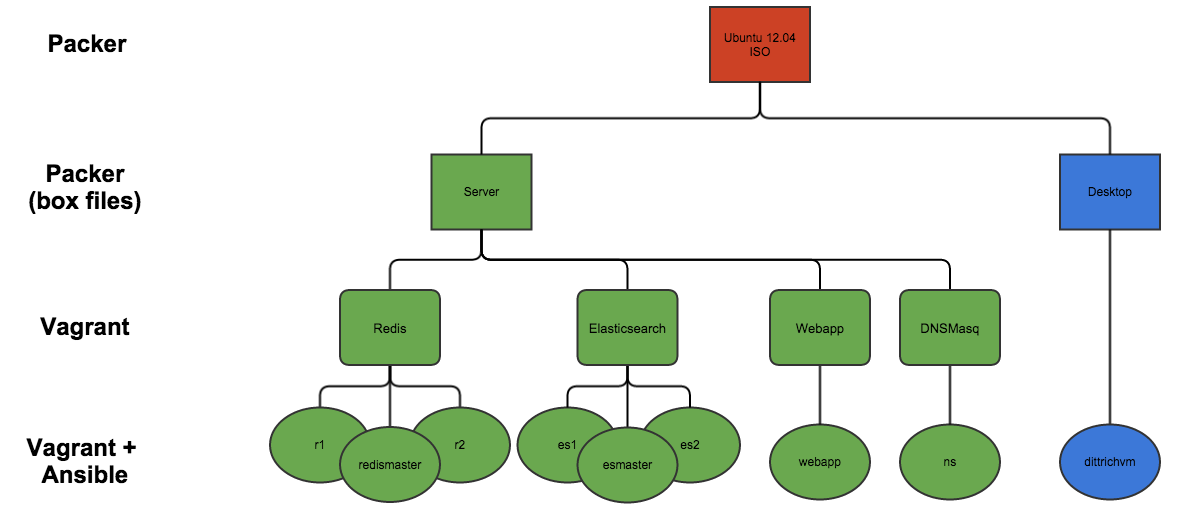 Packer
Ubuntu 12.04
ISO
Packer
(box files)
Server
Desktop
Vagrant
Redis
Elasticsearch
Webapp
DNSMasq
Vagrant +
Ansible
r1
redismaster
r2
es1
esmaster
es2
webapp
ns
dittrichvm